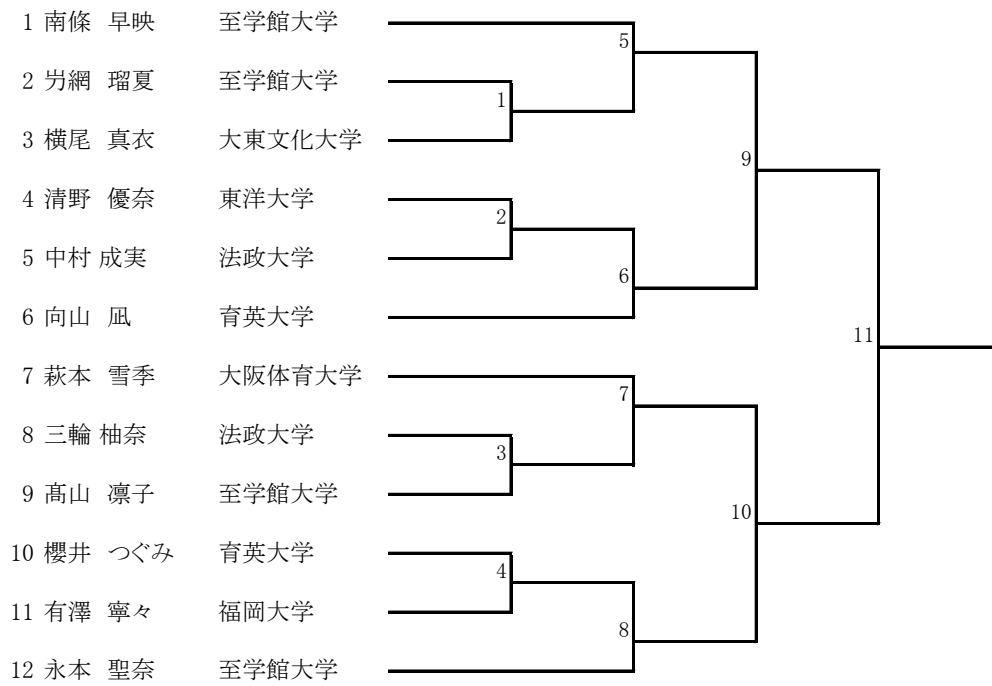 1 南條 早映 至学館大学
5
2 屶網 瑠夏 至学館大学
1
3 横尾 真衣 大東文化大学
9
4 清野 優奈 東洋大学
2
5 中村 成実 法政大学
6
6 向山 凪 育英大学
11
7 萩本 雪季 大阪体育大学
7
8 三輪 柚奈 法政大学
3
9 髙山 凛子 至学館大学
10
10 櫻井 つぐみ 育英大学
4
11 有澤 寧々 福岡大学
8
12 永本 聖奈 至学館大学